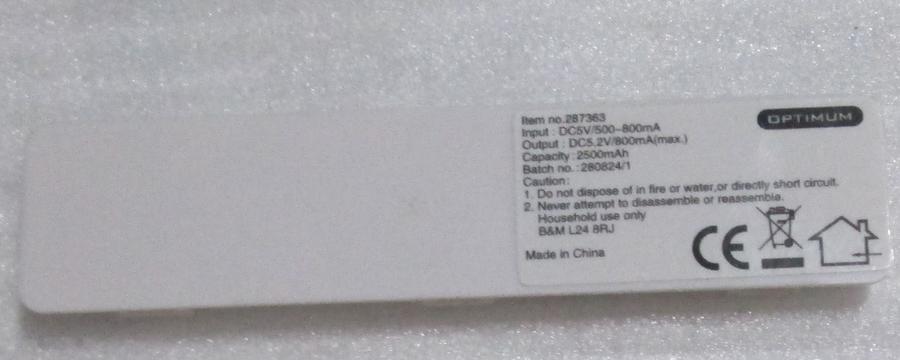 OPTIMUM
Item no.287363
Input : DC5V/500-800mA
Output : DC5.2V/800mA(max.)
Capacity : 2500mAh
Batch no. : 280824/1
Caution:
1. Do not dispose of in fire or water,or directly short circuit.
2. Never attempt to disassemble or reassemble.
Household use only
B&M L24 8RJ
Made in China
CE